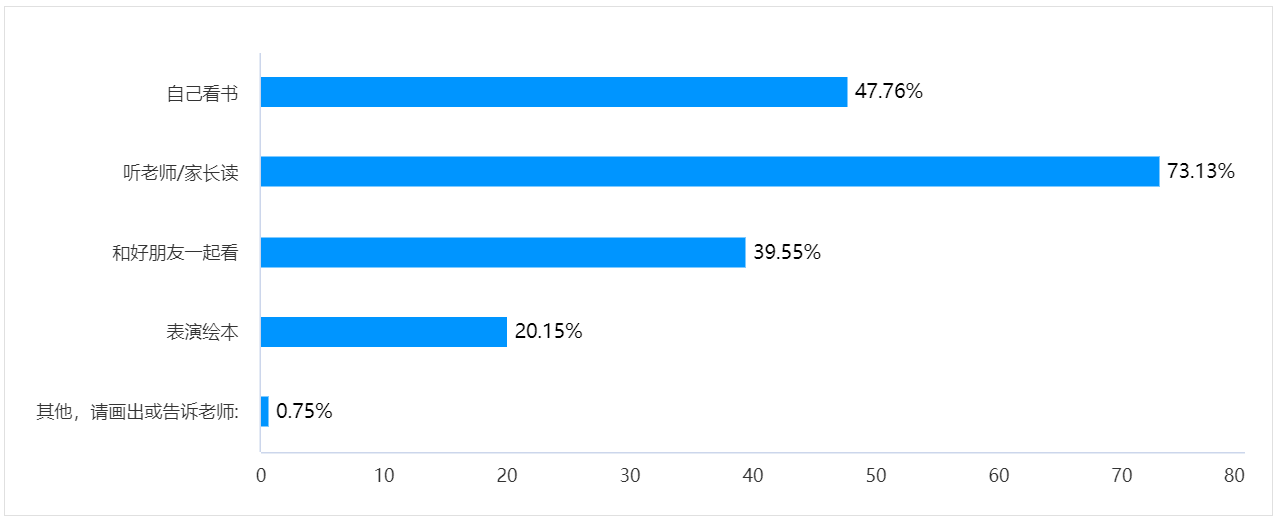 自己看书 47.76%
听老师/家长读 73.13%
和好朋友一起看 39.55%
表演绘本 20.15%
其他，请画出或告诉老师: 0.75%
0 10 20 30 40 50 60 70 80